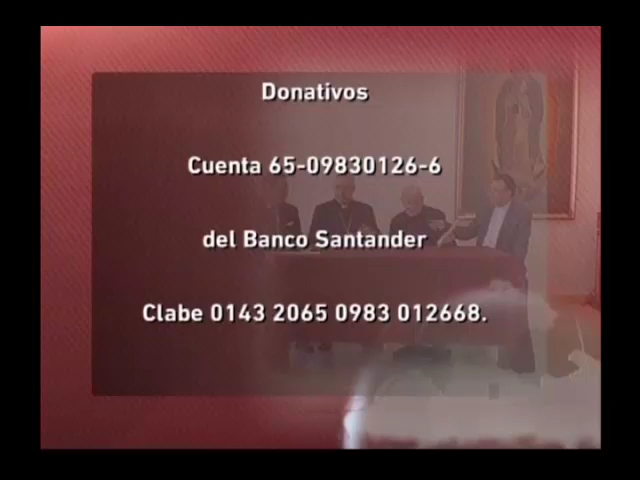 Donativos
Cuenta 65-09830126-6
del Banco Santander
Clabe 0143 2065 0983 012668.